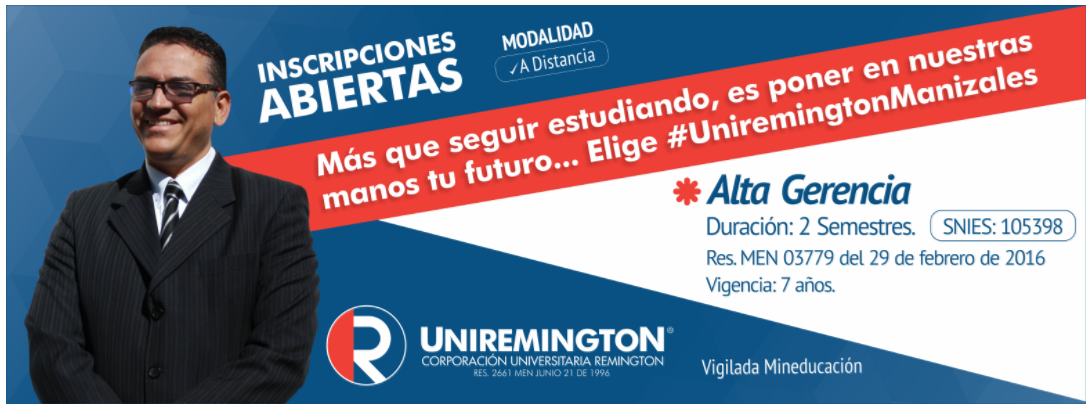 INSCRIPCIONES
ABIERTAS
MODALIDAD
✓A Distancia
Más que seguir estudiando, es poner en nuestras
manos tu futuro... Elige #UniremingtonManizales
Alta Gerencia
Duración: 2 Semestres.
SNIES: 105398
Res. MEN 03779 del 29 de febrero de 2016
Vigencia: 7 años.
R
UNIREMINGTON®
CORPORACIÓN UNIVERSITARIA REMINGTON
RES. 2661 MEN JUNIO 21 DE 1996
Vigilada Mineducación